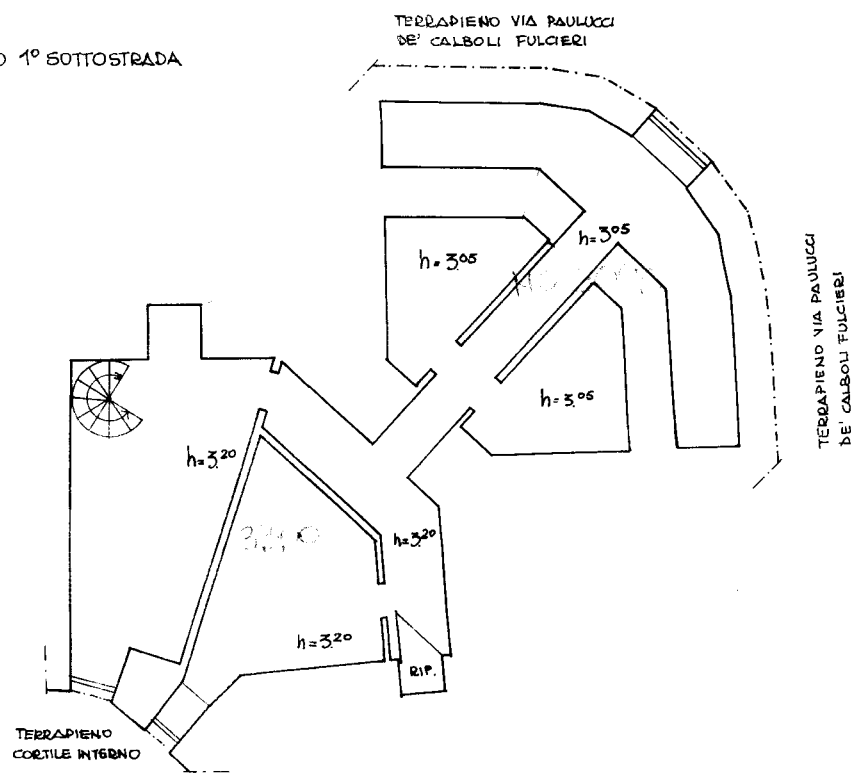 TERRAPIENO VIA PAULUCCI
DE' CALBOLI FULCIERI
O 1º SOTTOSTRADA
h=3.05
h=3.05
h=3.05
TERRAPIENO VIA PAULUCCI
DE' CALBOLI FULCIERI
h=3.20
h=3.20
h=3.20
RIP.
TERRAPIENO
CORTILE INTERNO